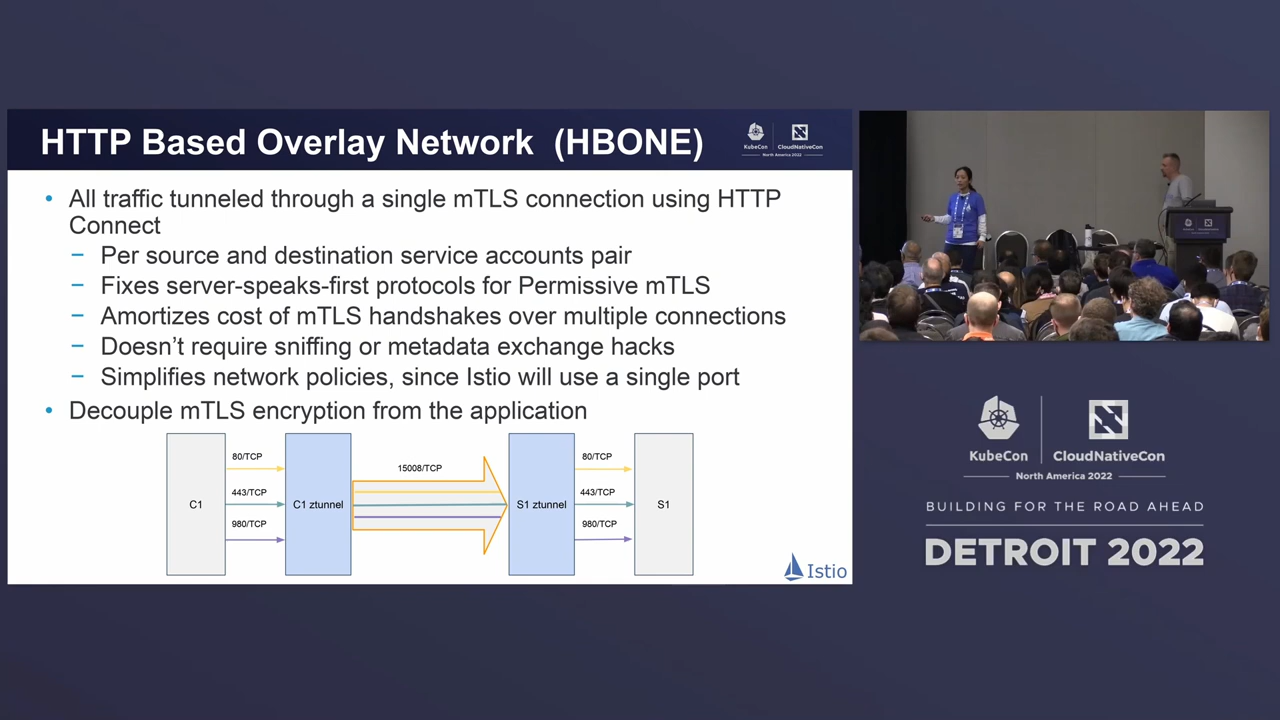 HTTP Based Overlay Network (HBONE)
KubeCon
CloudNativeCon
North America 2022
• All traffic tunneled through a single mTLS connection using HTTP
Connect
− Per source and destination service accounts pair
− Fixes server-speaks-first protocols for Permissive mTLS
− Amortizes cost of mTLS handshakes over multiple connections
− Doesn’t require sniffing or metadata exchange hacks
− Simplifies network policies, since Istio will use a single port
• Decouple mTLS encryption from the application
C1
80/TCP
443/TCP
980/TCP
C1 ztunnel
15008/TCP
S1 ztunnel
80/TCP
443/TCP
980/TCP
S1
Istio
KubeCon
CloudNativeCon
North America 2022
BUILDING FOR THE ROAD AHEAD
DETROIT 2022